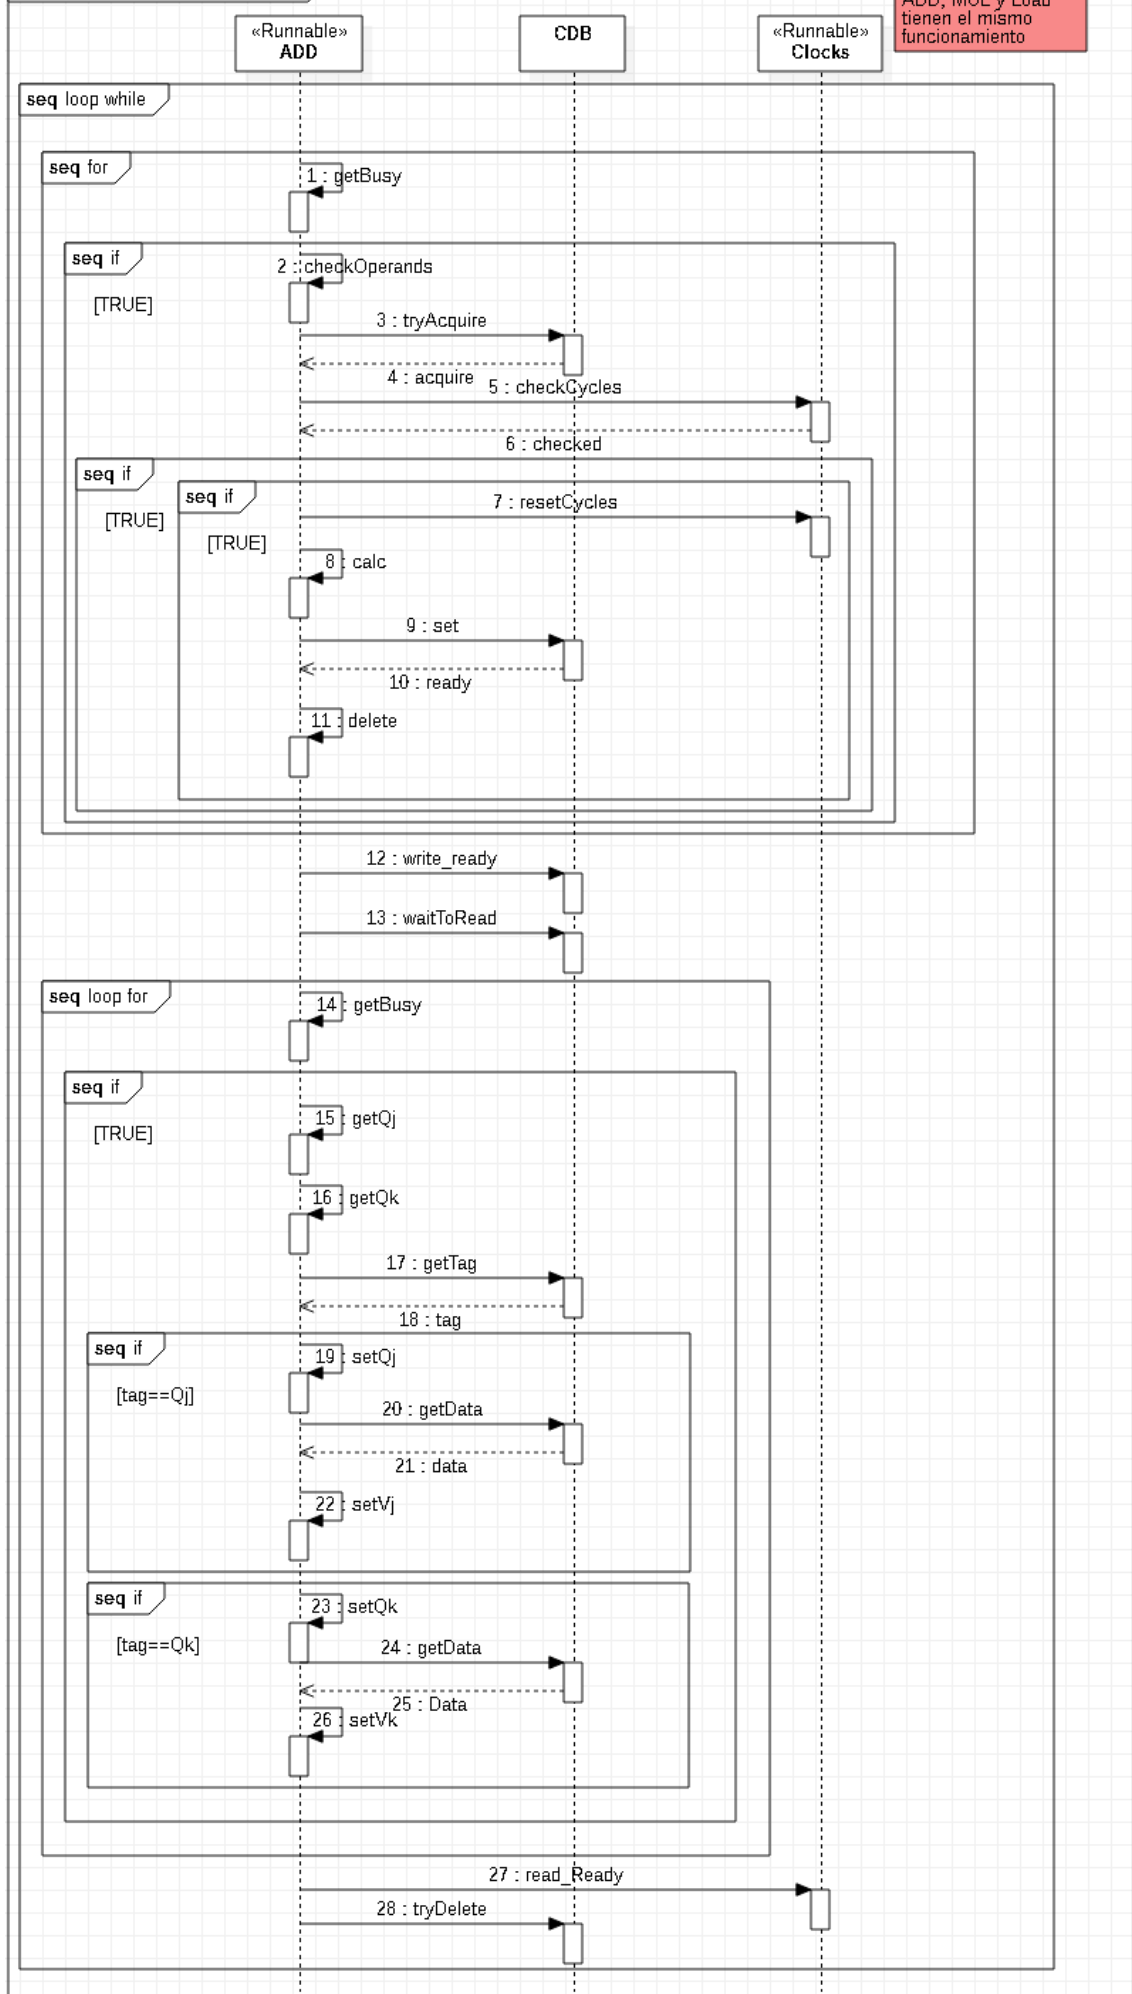 ADD, MUL y Load
tienen el mismo
funcionamiento
«Runnable»
ADD
CDB
«Runnable»
Clocks
seq loop while
seq for
1 : getBusy
seq if
2 : checkOperands
[TRUE]
3 : tryAcquire
4 : acquire
5 : checkCycles
6 : checked
seq if
seq if
7 : resetCycles
[TRUE]
[TRUE]
8 : calc
9 : set
10 : ready
11 : delete
12 : write_ready
13 : waitToRead
seq loop for
14 : getBusy
seq if
15 : getQj
[TRUE]
16 : getQk
17 : getTag
18 : tag
seq if
19 : setQj
[tag==Qj]
20 : getData
21 : data
22 : setVj
seq if
23 : setQk
[tag==Qk]
24 : getData
25 : Data
26 : setVk
27 : read_Ready
28 : tryDelete